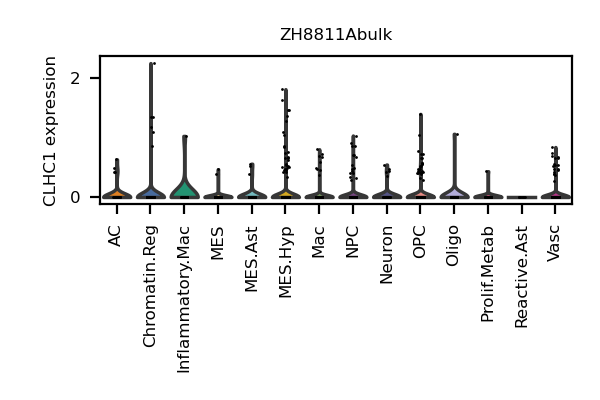 ZH8811Abulk
CLHC1 expression
2
0
AC
Chromatin.Reg
Inflammatory.Mac
MES
MES.Ast
MES.Hyp
Mac
NPC
Neuron
OPC
Oligo
Prolif.Metab
Reactive.Ast
Vasc